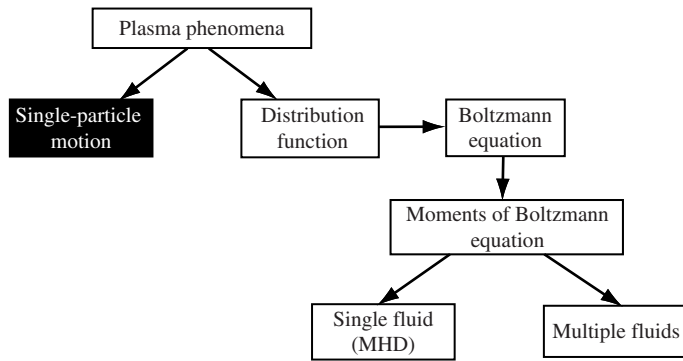 Plasma phenomena
Single-particle
motion
Distribution
function
Boltzmann
equation
Moments of Boltzmann
equation
Single fluid
(MHD)
Multiple fluids